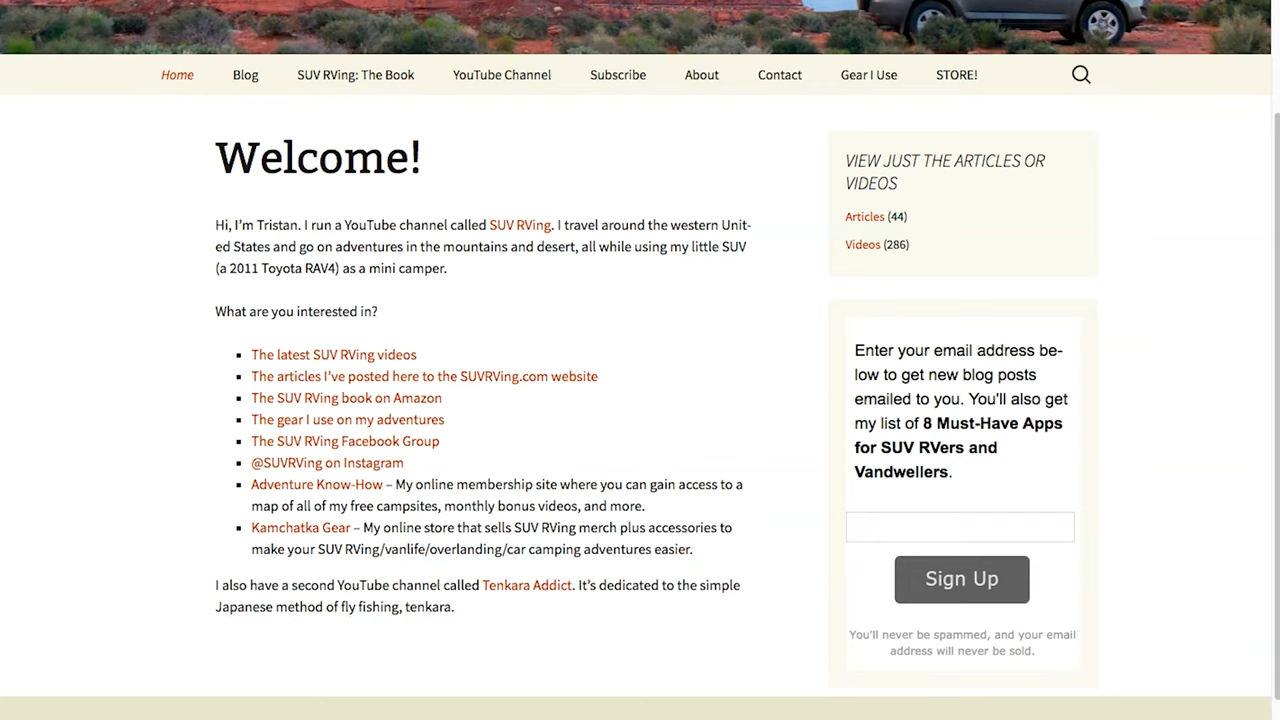 Home Blog SUV RVing: The Book YouTube Channel Subscribe About Contact Gear I Use STORE!
Welcome!
Hi, I'm Tristan. I run a YouTube channel called SUV RVing. I travel around the western Unit-
ed States and go on adventures in the mountains and desert, all while using my little SUV
(a 2011 Toyota RAV4) as a mini camper.
What are you interested in?
The latest SUV RVing videos
The articles I've posted here to the SUVRVing.com website
The SUV RVing book on Amazon
The gear I use on my adventures
The SUV RVing Facebook Group
@SUVRVing on Instagram
Adventure Know-How – My online membership site where you can gain access to a
map of all of my free campsites, monthly bonus videos, and more.
Kamchatka Gear – My online store that sells SUV RVing merch plus accessories to
make your SUV RVing/vanlife/overlanding/car camping adventures easier.
I also have a second YouTube channel called Tenkara Addict. It's dedicated to the simple
Japanese method of fly fishing, tenkara.
VIEW JUST THE ARTICLES OR
VIDEOS
Articles (44)
Videos (286)
Enter your email address be-
low to get new blog posts
emailed to you. You'll also get
my list of 8 Must-Have Apps
for SUV RVers and
Vandwellers.
Sign Up
You'll never be spammed, and your email
address will never be sold.